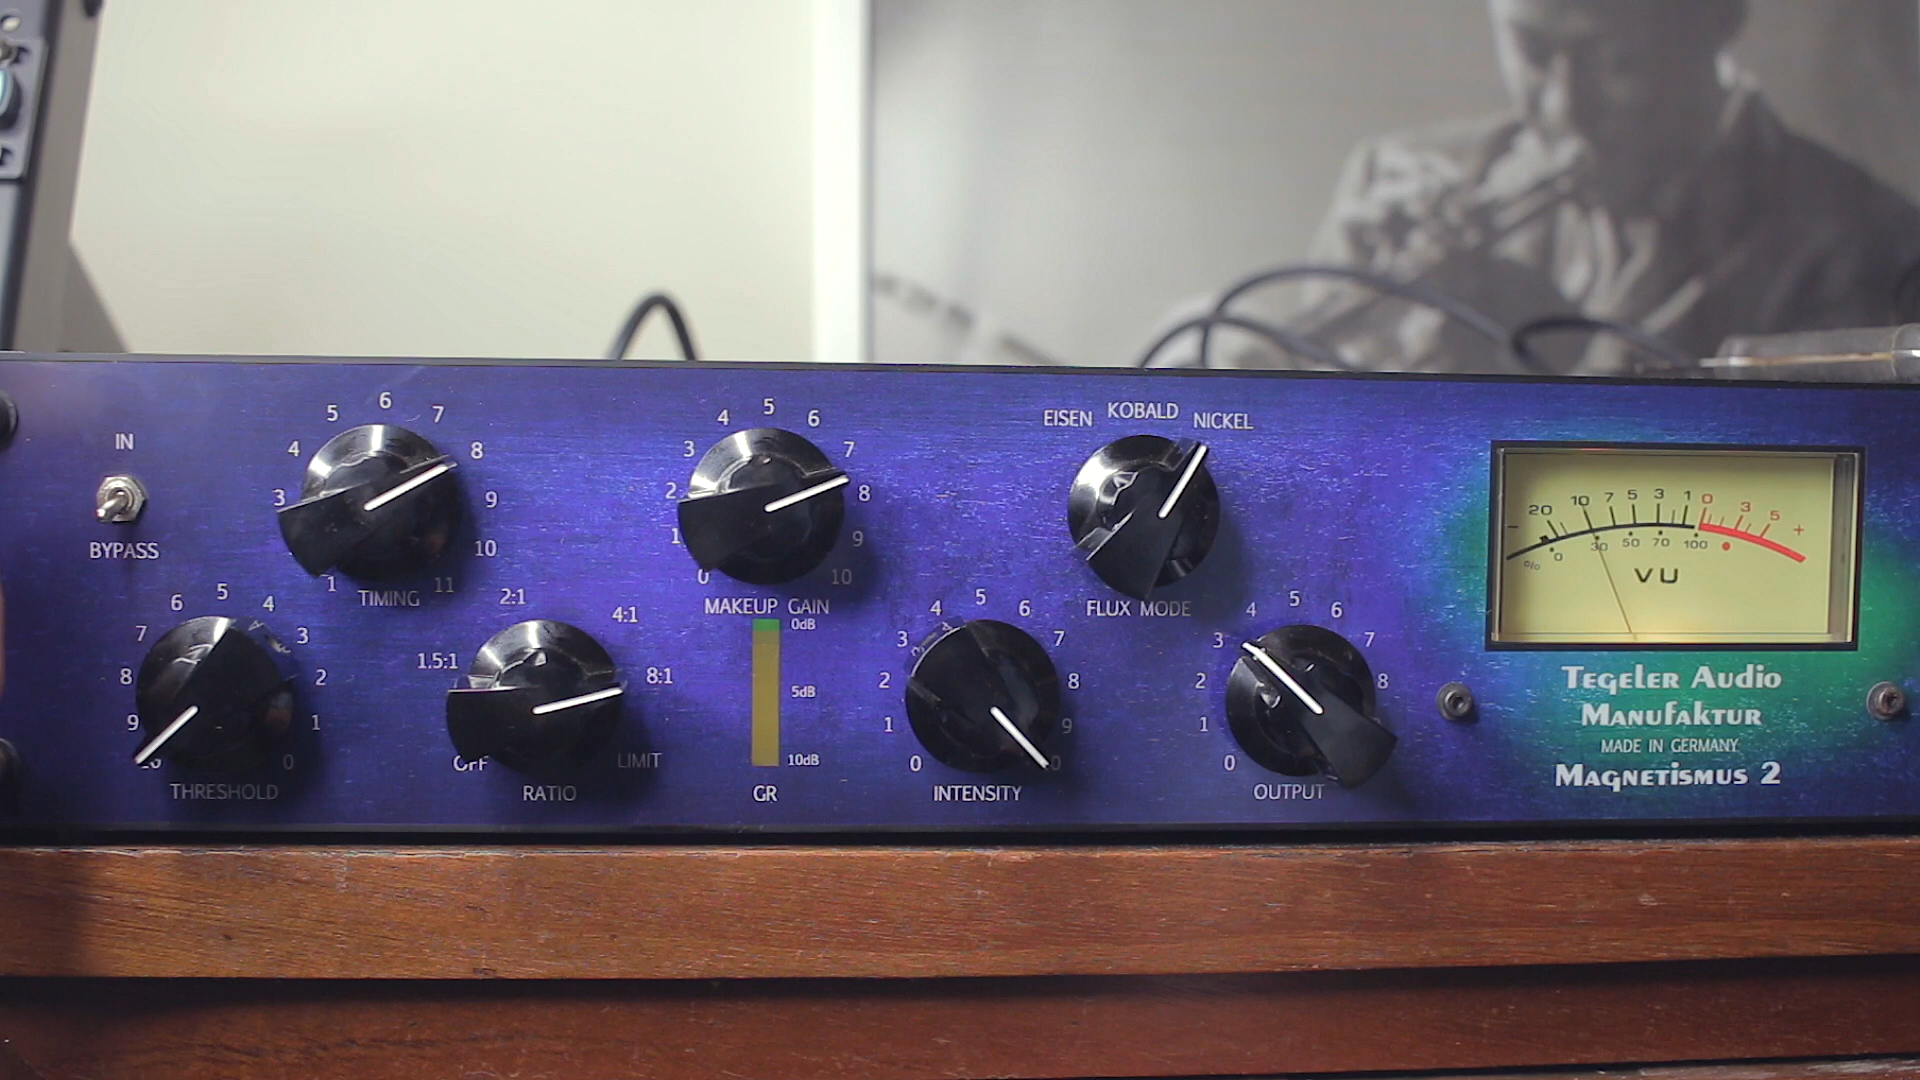 IN
BYPASS
1 3 4 5 6 7 8 9 10 11
TIMING
0 1 2 3 4 5 6 7 8 9 10
MAKEUP GAIN
EISEN KOBALD NICKEL
FLUX MODE
- 20 10 7 5 3 1 0 3 5 +
% 0 30 50 70 100
VU
10 9 8 7 6 5 4 3 2 1 0
THRESHOLD
OFF 1.5:1 2:1 4:1 8:1 LIMIT
RATIO
0dB
5dB
10dB
GR
0 1 2 3 4 5 6 7 8 9
INTENSITY
0 1 2 3 4 5 6 7 8
OUTPUT
Tegeler Audio
Manufaktur
MADE IN GERMANY
Magnetismus 2